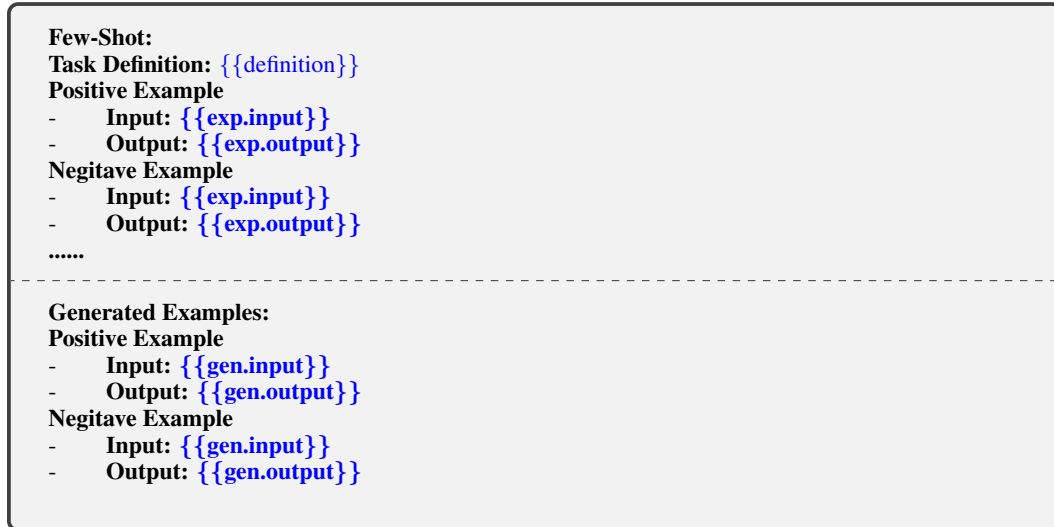 Few-Shot:
Task Definition: {{definition}}
Positive Example
- Input: {{exp.input}}
- Output: {{exp.output}}
Negitave Example
- Input: {{exp.input}}
- Output: {{exp.output}}
......
Generated Examples:
Positive Example
- Input: {{gen.input}}
- Output: {{gen.output}}
Negitave Example
- Input: {{gen.input}}
- Output: {{gen.output}}